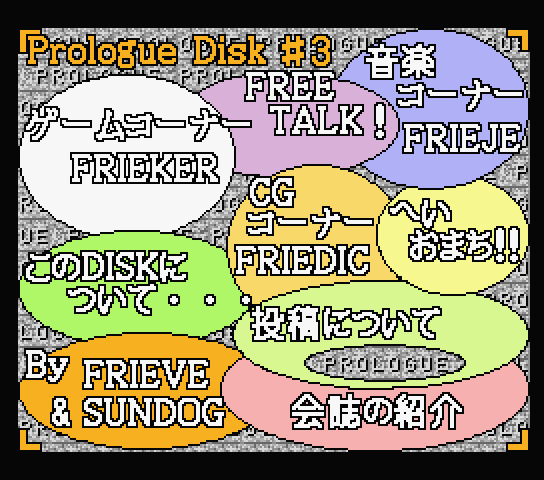 Prologue Disk #3
音楽
コーナー
FRIEJE
FREE
TALK!
ゲームコーナー
FRIEKER
CG
コーナー
FRIEDIC
へい
おまち!!
このDISKに
ついて・・・
投稿について
PROLOGUE
By FRIEVE
& SUNDOG
会誌の紹介